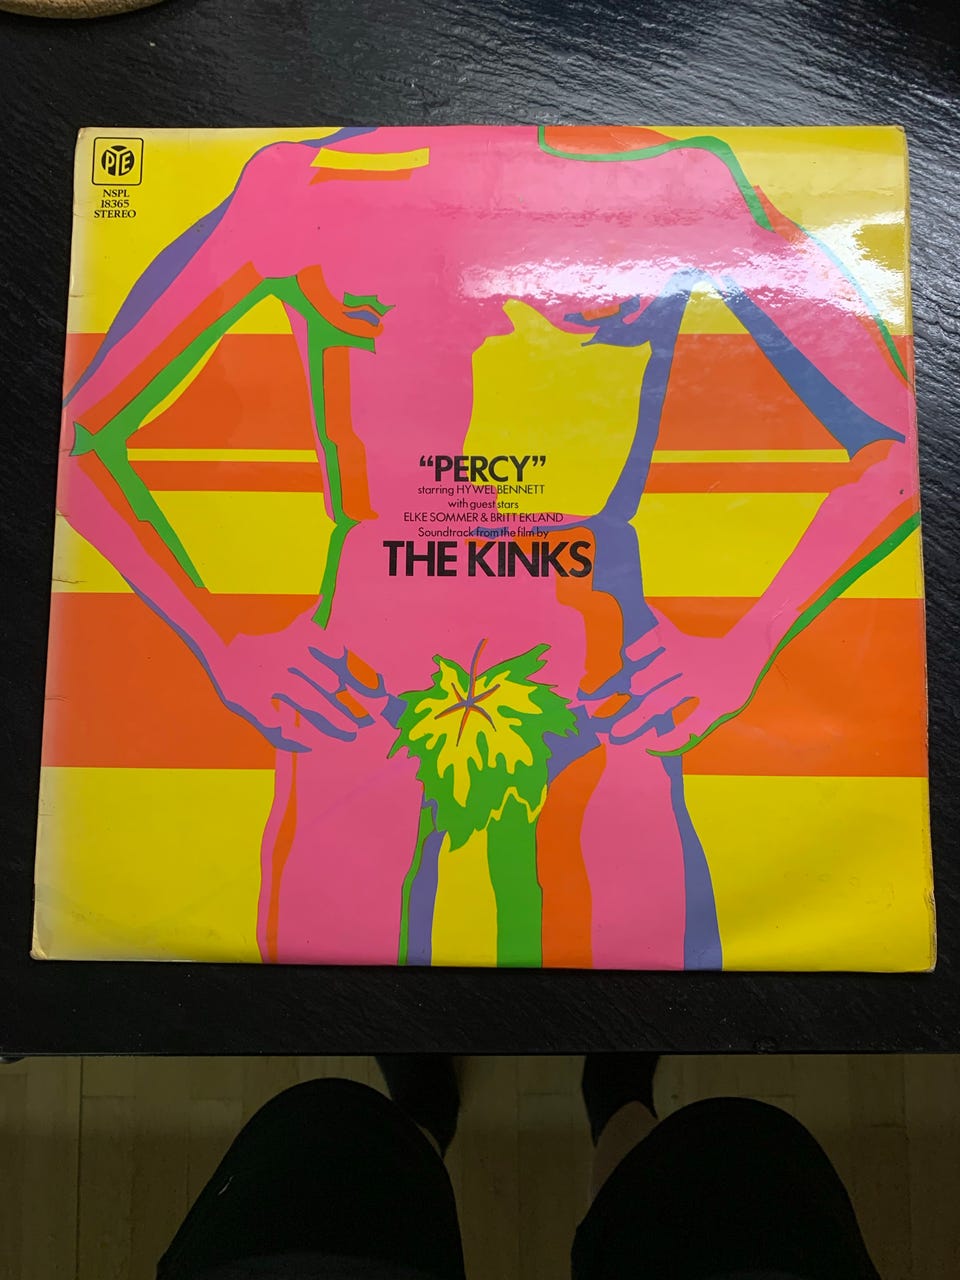 PYE
NSPL
18365
STEREO
“PERCY”
starring HYWEL BENNETT
with guest stars
ELKE SOMMER & BRITT EKLAND
Soundtrack from the film by
THE KINKS